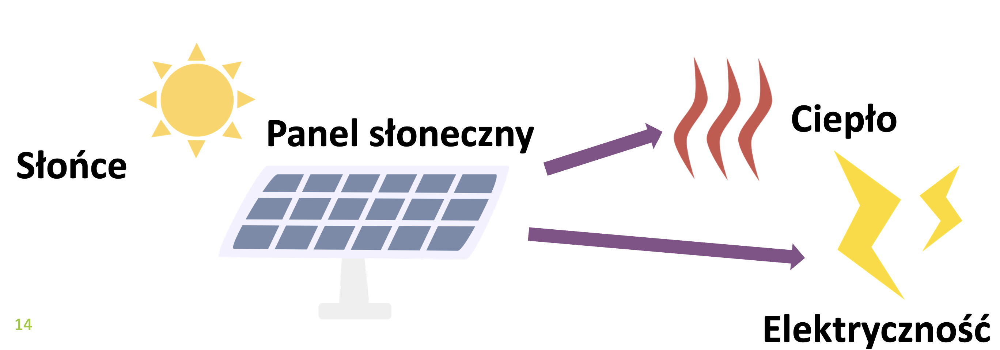 Słońce
Panel słoneczny
Ciepło
Elektryczność
14